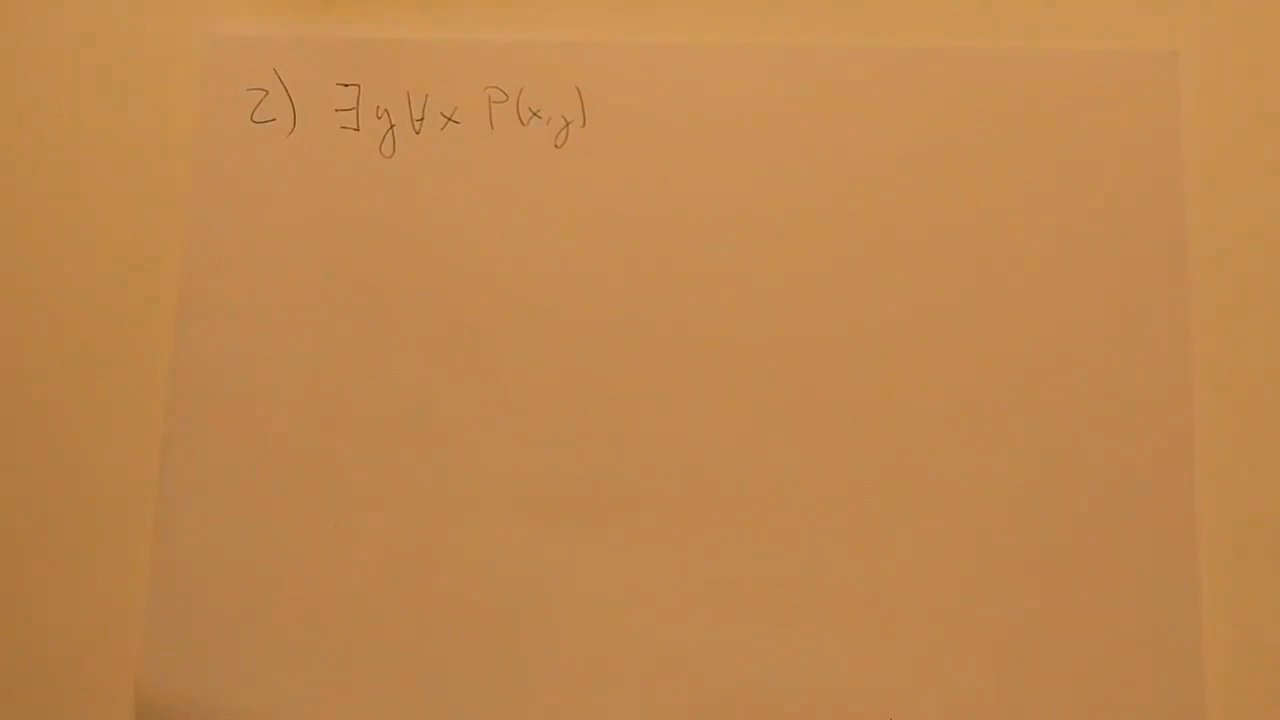 2) ∃y∀x P(x,y)